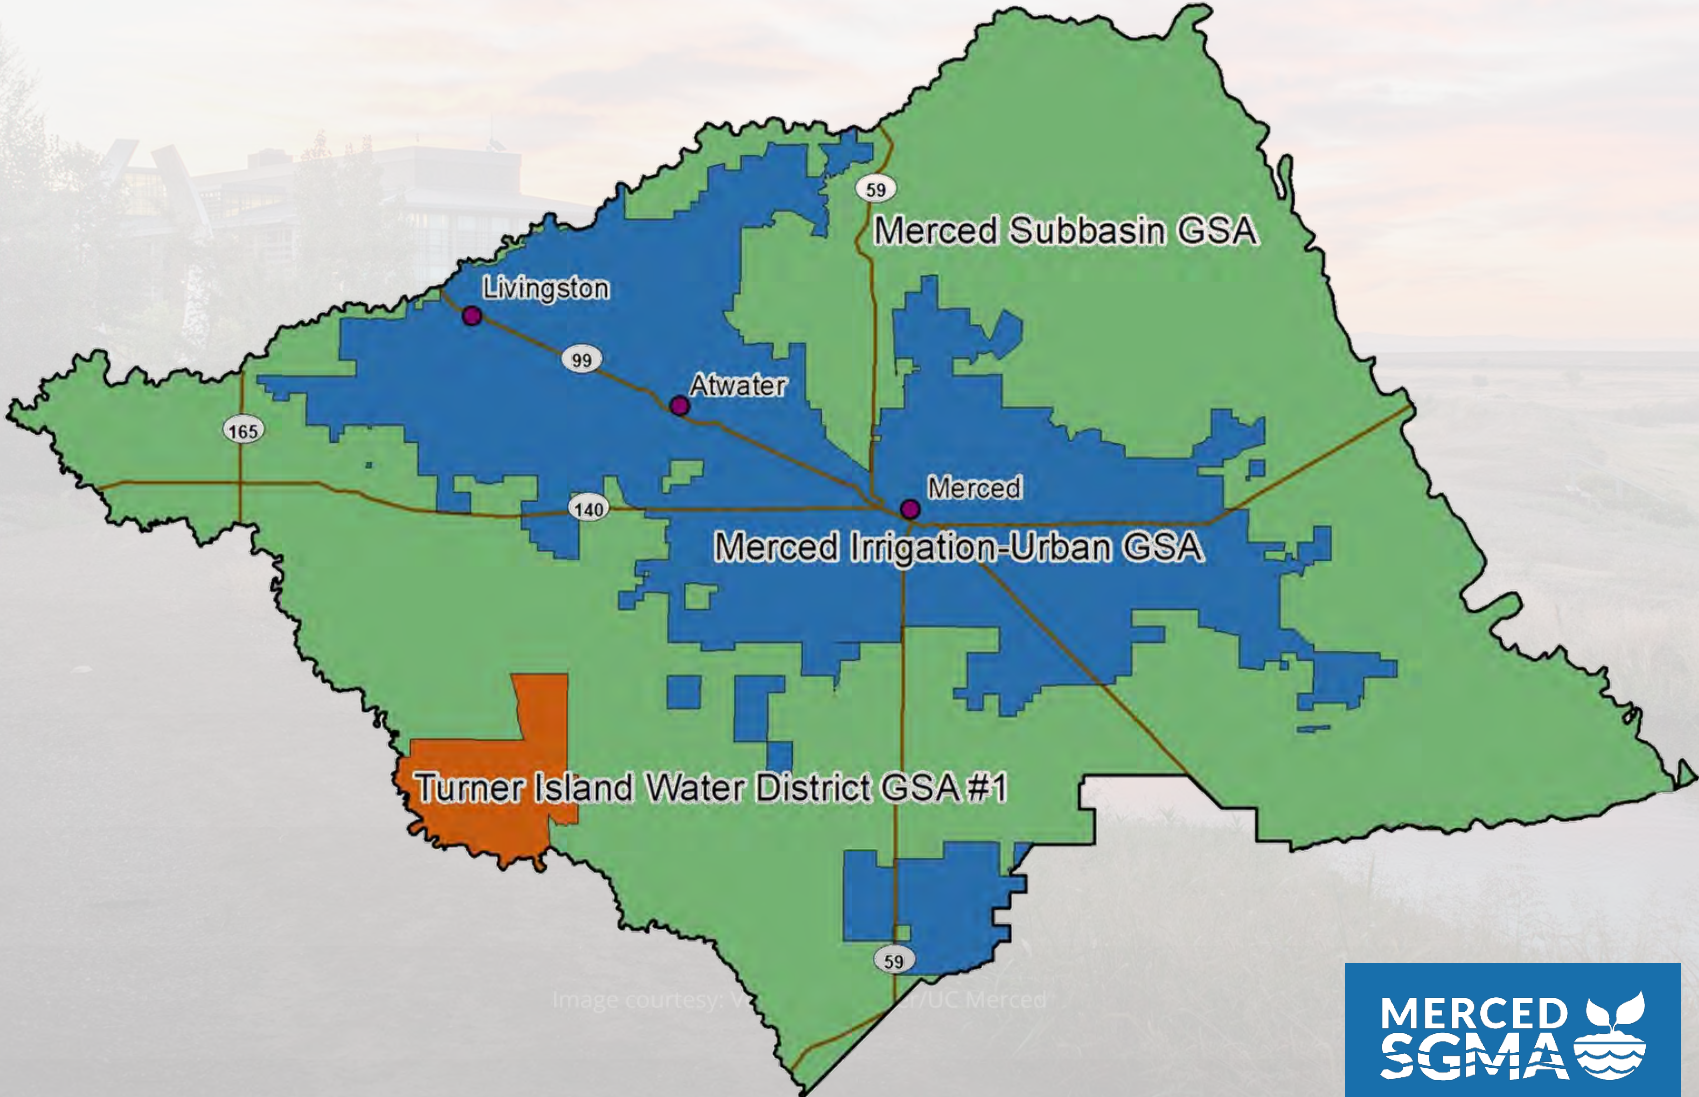 59
Merced Subbasin GSA
Livingston
99
Atwater
165
Merced
140
Merced Irrigation-Urban GSA
Turner Island Water District GSA #1
59
Image courtesy: /UC Merced
MERCED
SGMA